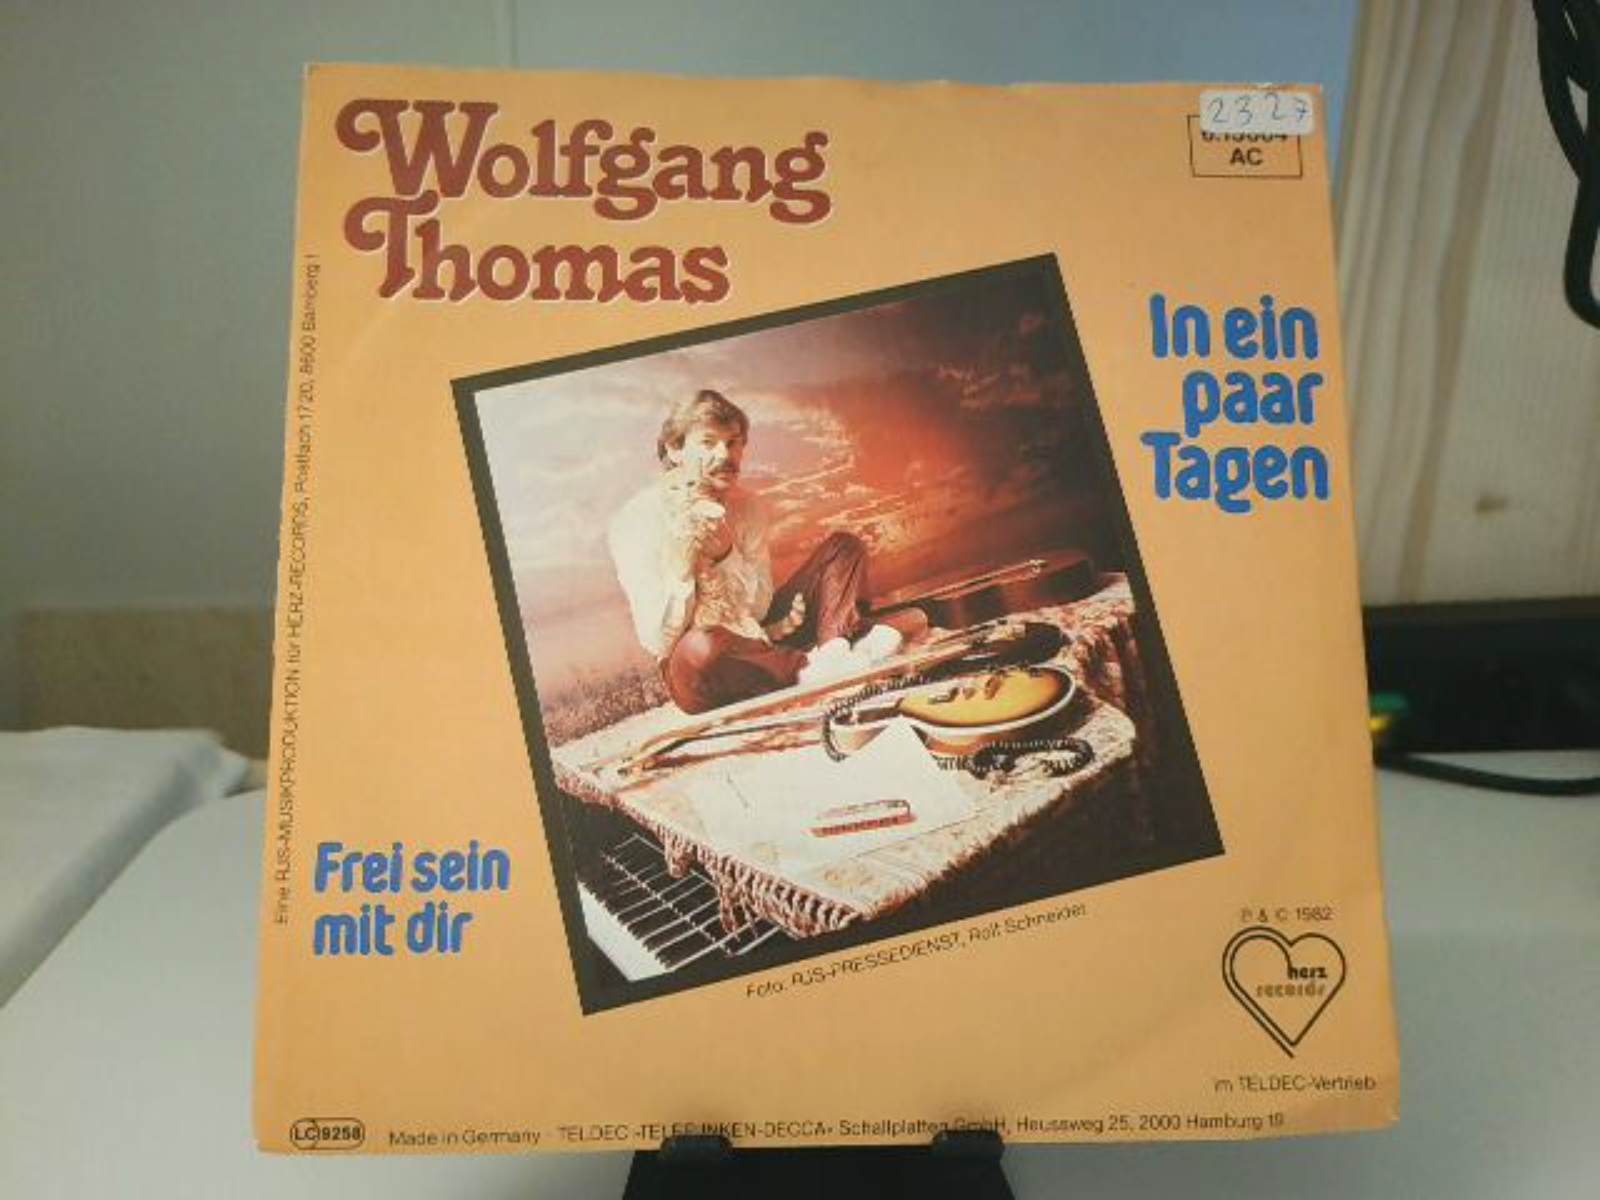 Wolfgang
Thomas
2327
AC
In ein
paar
Tagen
Eine RJS-MUSIKPRODUKTION für HERZ-RECORDS, Postfach 1720, 8600 Bamberg !
Frei sein
mit dir
Foto: RJS-PRESSEDIENST, Rolf Schneider
℗ & © 1982
herz
records
im TELDEC-Vertrieb
LC 9258
Made in Germany · TELDEC »TELEFUNKEN-DECCA« Schallplatten GmbH, Heussweg 25, 2000 Hamburg 19